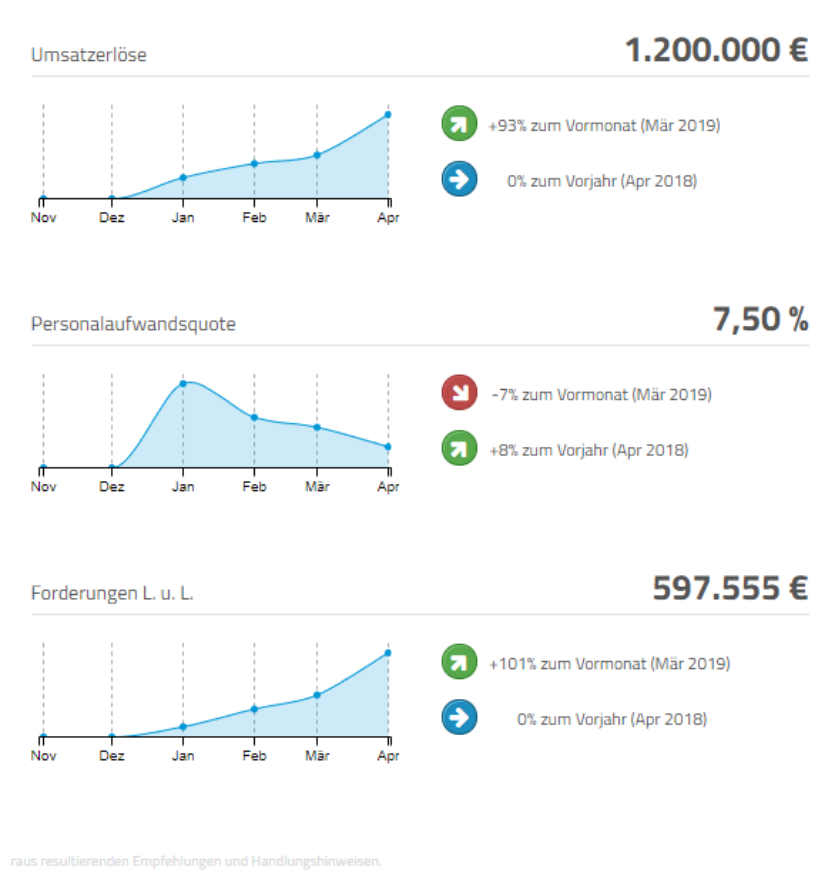 Umsatzerlöse 1.200.000 €
+93% zum Vormonat (Mär 2019)
0% zum Vorjahr (Apr 2018)
Nov Dez Jan Feb Mär Apr
Personalaufwandsquote 7,50 %
-7% zum Vormonat (Mär 2019)
+8% zum Vorjahr (Apr 2018)
Nov Dez Jan Feb Mär Apr
Forderungen L. u. L. 597.555 €
+101% zum Vormonat (Mär 2019)
0% zum Vorjahr (Apr 2018)
Nov Dez Jan Feb Mär Apr
raus resultierenden Empfehlungen und Handlungshinweisen.